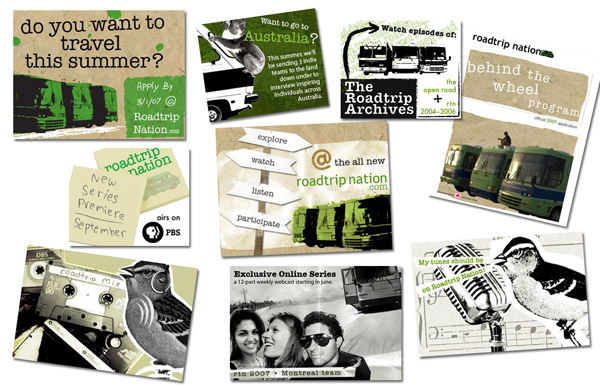 do you want to
travel
this summer?
Apply By
3/1/07
Roadtrip
Nation.com
Want to go to
Australia?
This summer, we'll
be sending 3 indie
teams to the land
down under to
interview inspiring
individuals across
Australia.
Watch episodes of:
the
open road
+
rtn
2004-2006
The
Roadtrip
Archives
roadtrip nation
behind the
wheel
program
official 2007 application
roadtrip
nation
New
Series
Premiere
September
airs on
PBS
explore
watch
listen
participate
@ the all new
roadtrip nation
.com
DBS
roadtrip mix
XLII
90
Exclusive Online Series
a 12-part weekly webcast starting in june.
rtn 2007 • Montreal team
My tunes should be
on Roadtrip Nation!